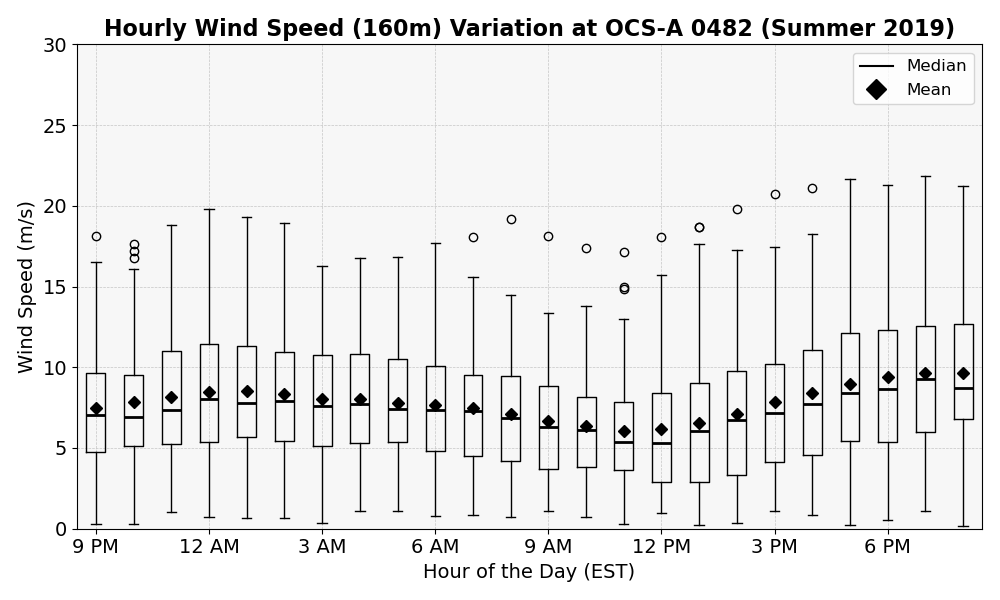 Hourly Wind Speed (160m) Variation at OCS-A 0482 (Summer 2019)
Median
Mean
Wind Speed (m/s)
30
25
20
15
10
5
0
9 PM
12 AM
3 AM
6 AM
9 AM
12 PM
3 PM
6 PM
Hour of the Day (EST)